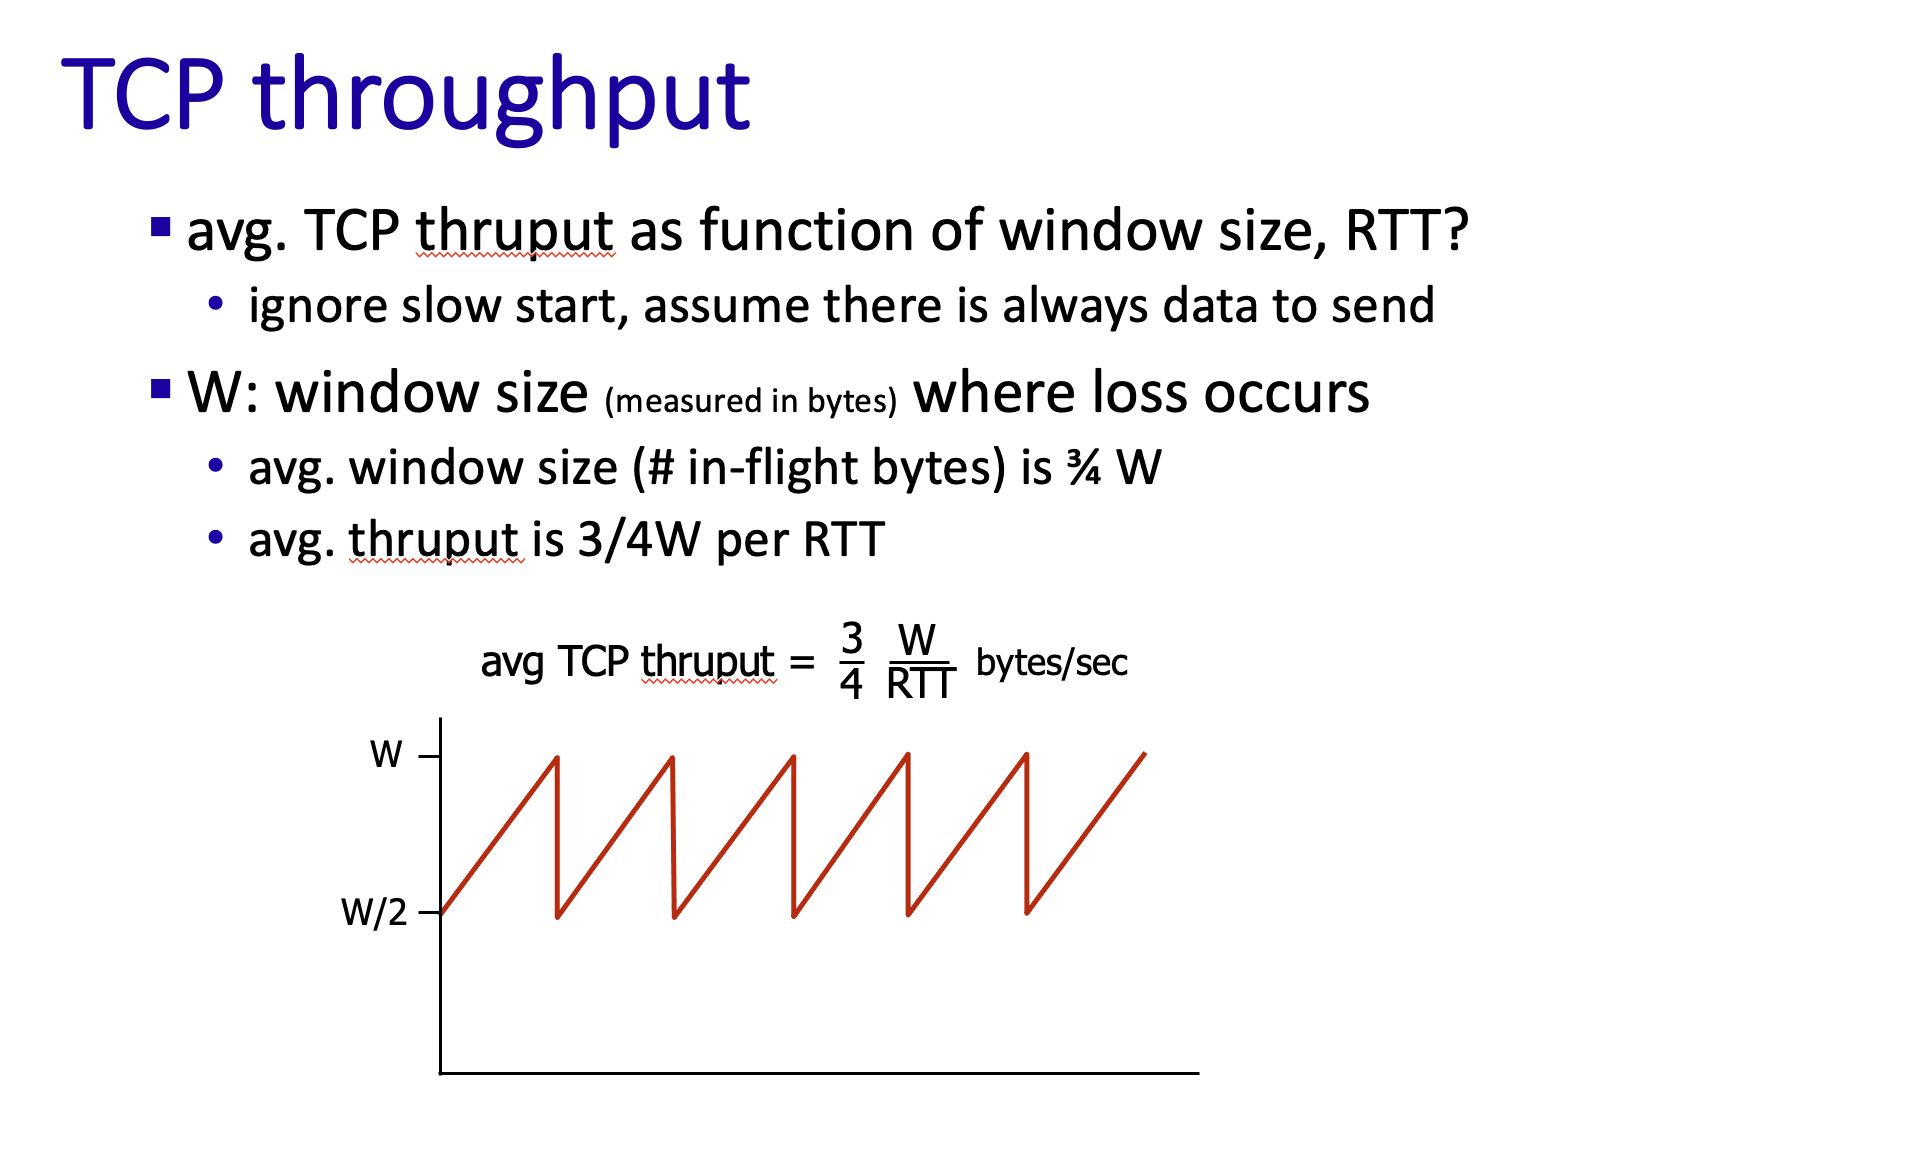 TCP throughput
▪ avg. TCP thruput as function of window size, RTT?
• ignore slow start, assume there is always data to send
▪ W: window size (measured in bytes) where loss occurs
• avg. window size (# in-flight bytes) is ¾ W
• avg. thruput is 3/4W per RTT
avg TCP thruput = 3/4 W/RTT bytes/sec
W
W/2